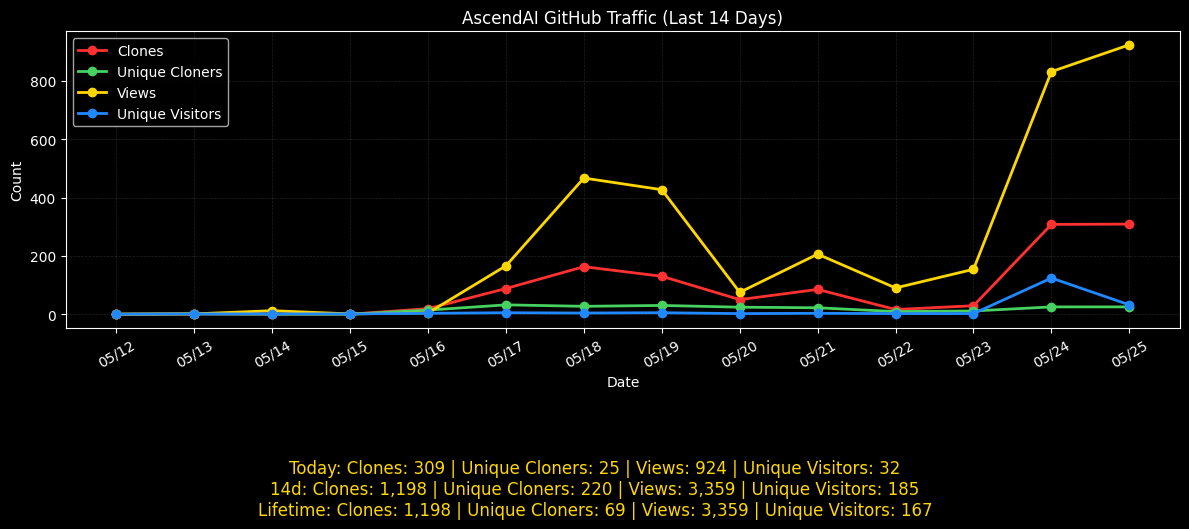 AscendAI GitHub Traffic (Last 14 Days)
Clones
Unique Cloners
Views
Unique Visitors
Count
800
600
400
200
0
05/12 05/13 05/14 05/15 05/16 05/17 05/18 05/19 05/20 05/21 05/22 05/23 05/24 05/25
Date
Today: Clones: 309 | Unique Cloners: 25 | Views: 924 | Unique Visitors: 32
14d: Clones: 1,198 | Unique Cloners: 220 | Views: 3,359 | Unique Visitors: 185
Lifetime: Clones: 1,198 | Unique Cloners: 69 | Views: 3,359 | Unique Visitors: 167